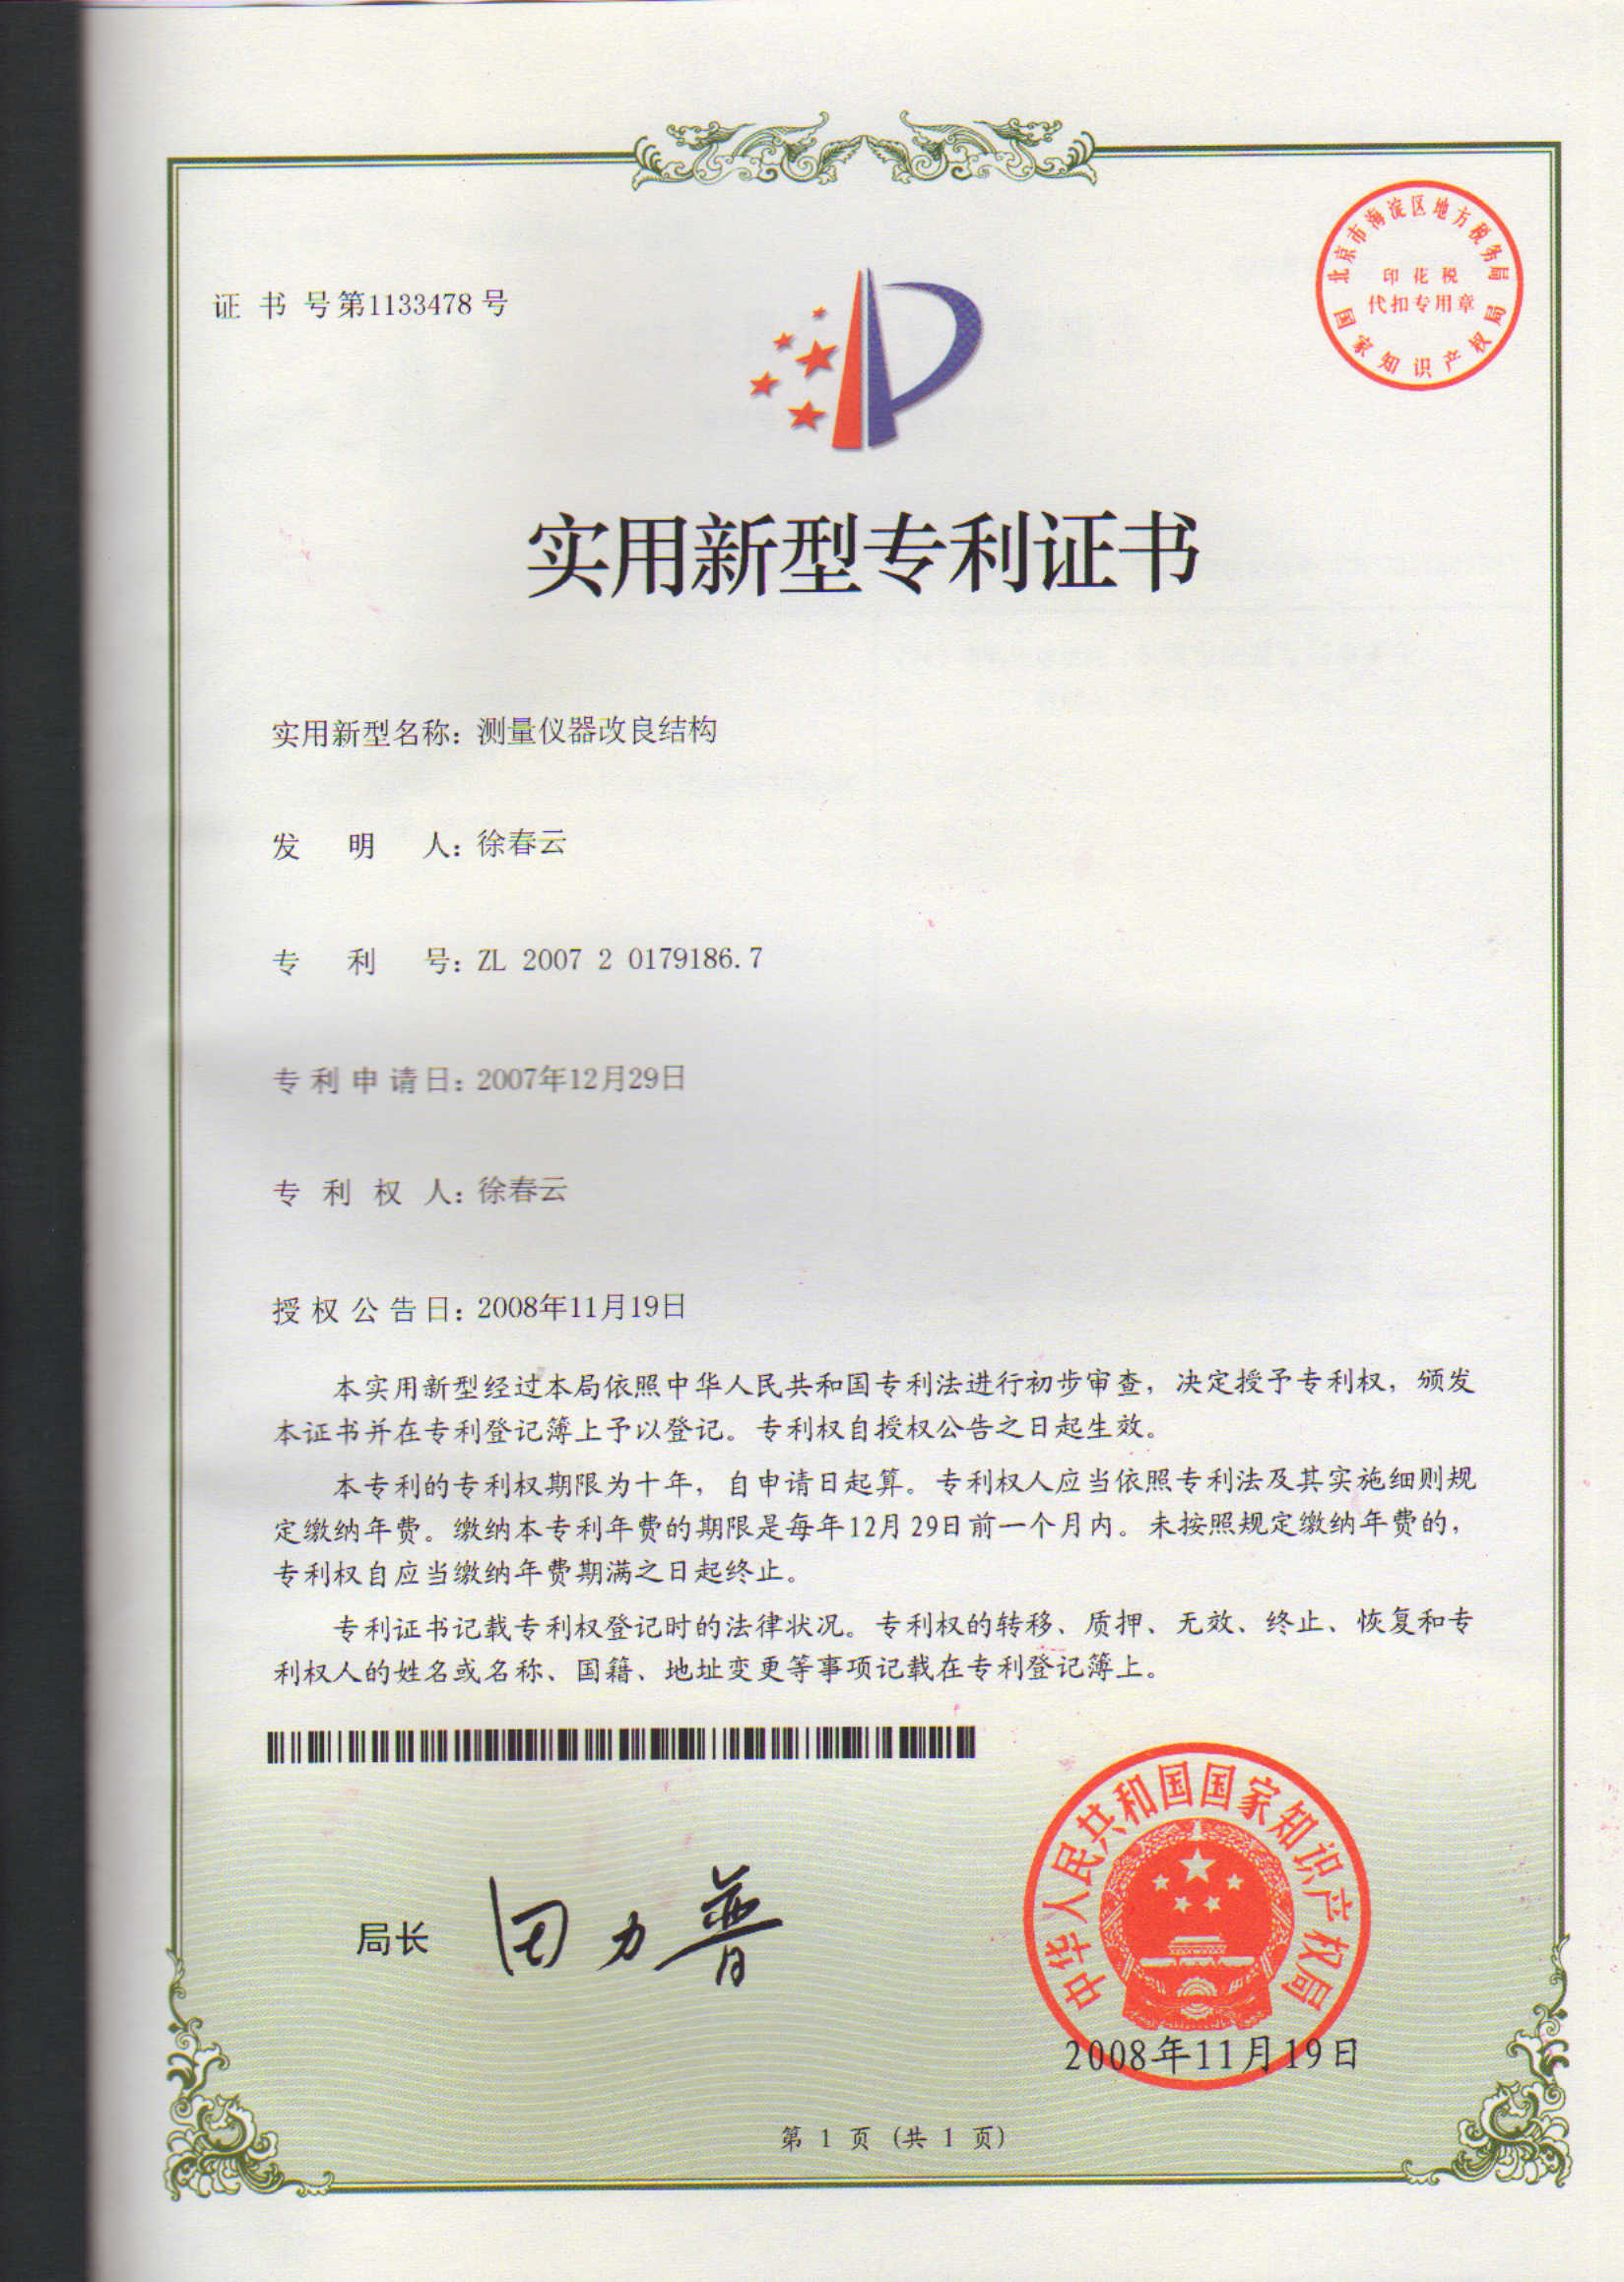 证 书 号第1133478 号
北京市海淀区地方税务局
印花税
代扣专用章
国家知识产权局
实用新型专利证书
实用新型名称：测量仪器改良结构
发 明 人：徐春云
专 利 号：ZL 2007 2 0179186.7
专利申请日：2007年12月29日
专 利 权 人：徐春云
授权公告日：2008年11月19日
本实用新型经过本局依照中华人民共和国专利法进行初步审查，决定授予专利权，颁发
本证书并在专利登记簿上予以登记。专利权自授权公告之日起生效。
本专利的专利权期限为十年，自申请日起算。专利权人应当依照专利法及其实施细则规
定缴纳年费。缴纳本专利年费的期限是每年12月29日前一个月内。未按照规定缴纳年费的，
专利权自应当缴纳年费期满之日起终止。
专利证书记载专利权登记时的法律状况。专利权的转移、质押、无效、终止、恢复和专
利权人的姓名或名称、国籍、地址变更等事项记载在专利登记簿上。
局长 田力普
中华人民共和国国家知识产权局
2008年11月19日
第 1 页 (共 1 页)